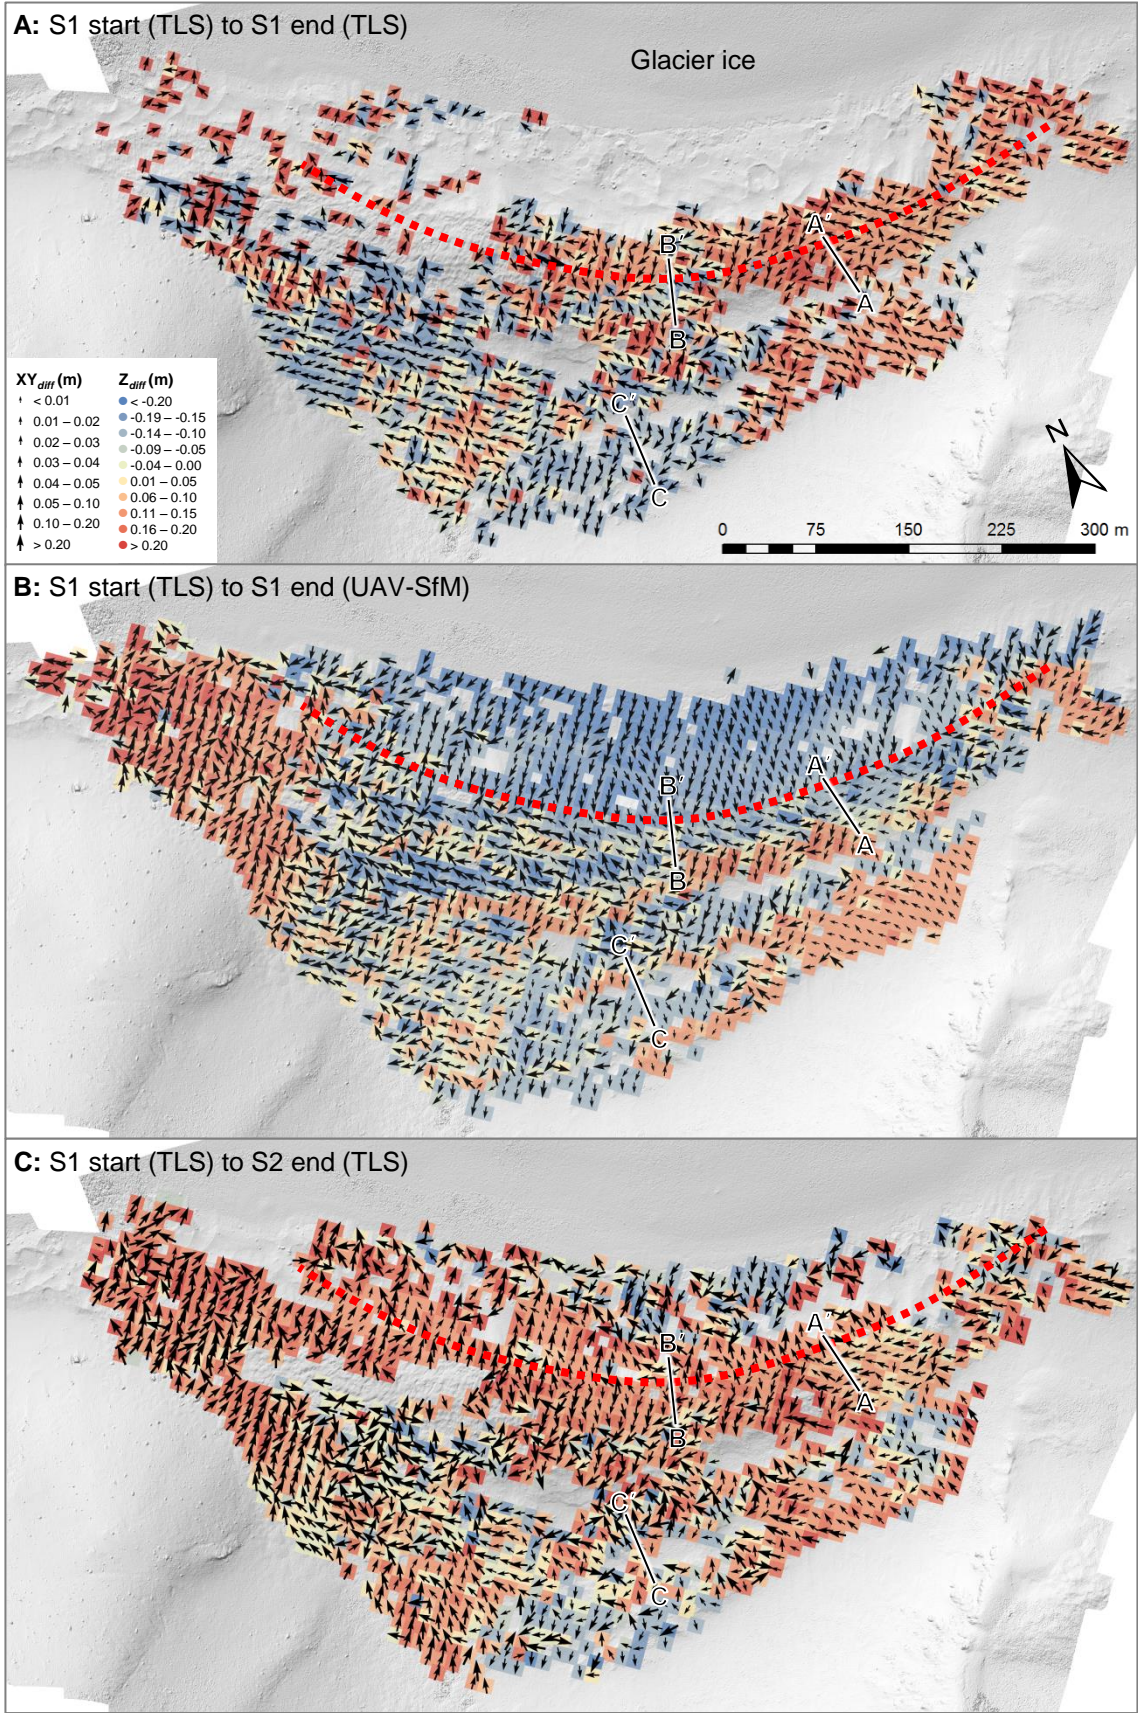 A: S1 start (TLS) to S1 end (TLS)
Glacier ice
A′
B′
A
B
C′
C
N
XYdiff (m) Zdiff (m)
< 0.01 < -0.20
0.01 – 0.02 -0.19 – -0.15
0.02 – 0.03 -0.14 – -0.10
0.03 – 0.04 -0.09 – -0.05
0.04 – 0.05 -0.04 – 0.00
0.05 – 0.10 0.01 – 0.05
0.10 – 0.20 0.06 – 0.10
> 0.20 0.11 – 0.15
0.16 – 0.20
> 0.20
0 75 150 225 300 m
B: S1 start (TLS) to S1 end (UAV-SfM)
A′
B′
A
B
C′
C
C: S1 start (TLS) to S2 end (TLS)
A′
B′
A
B
C′
C